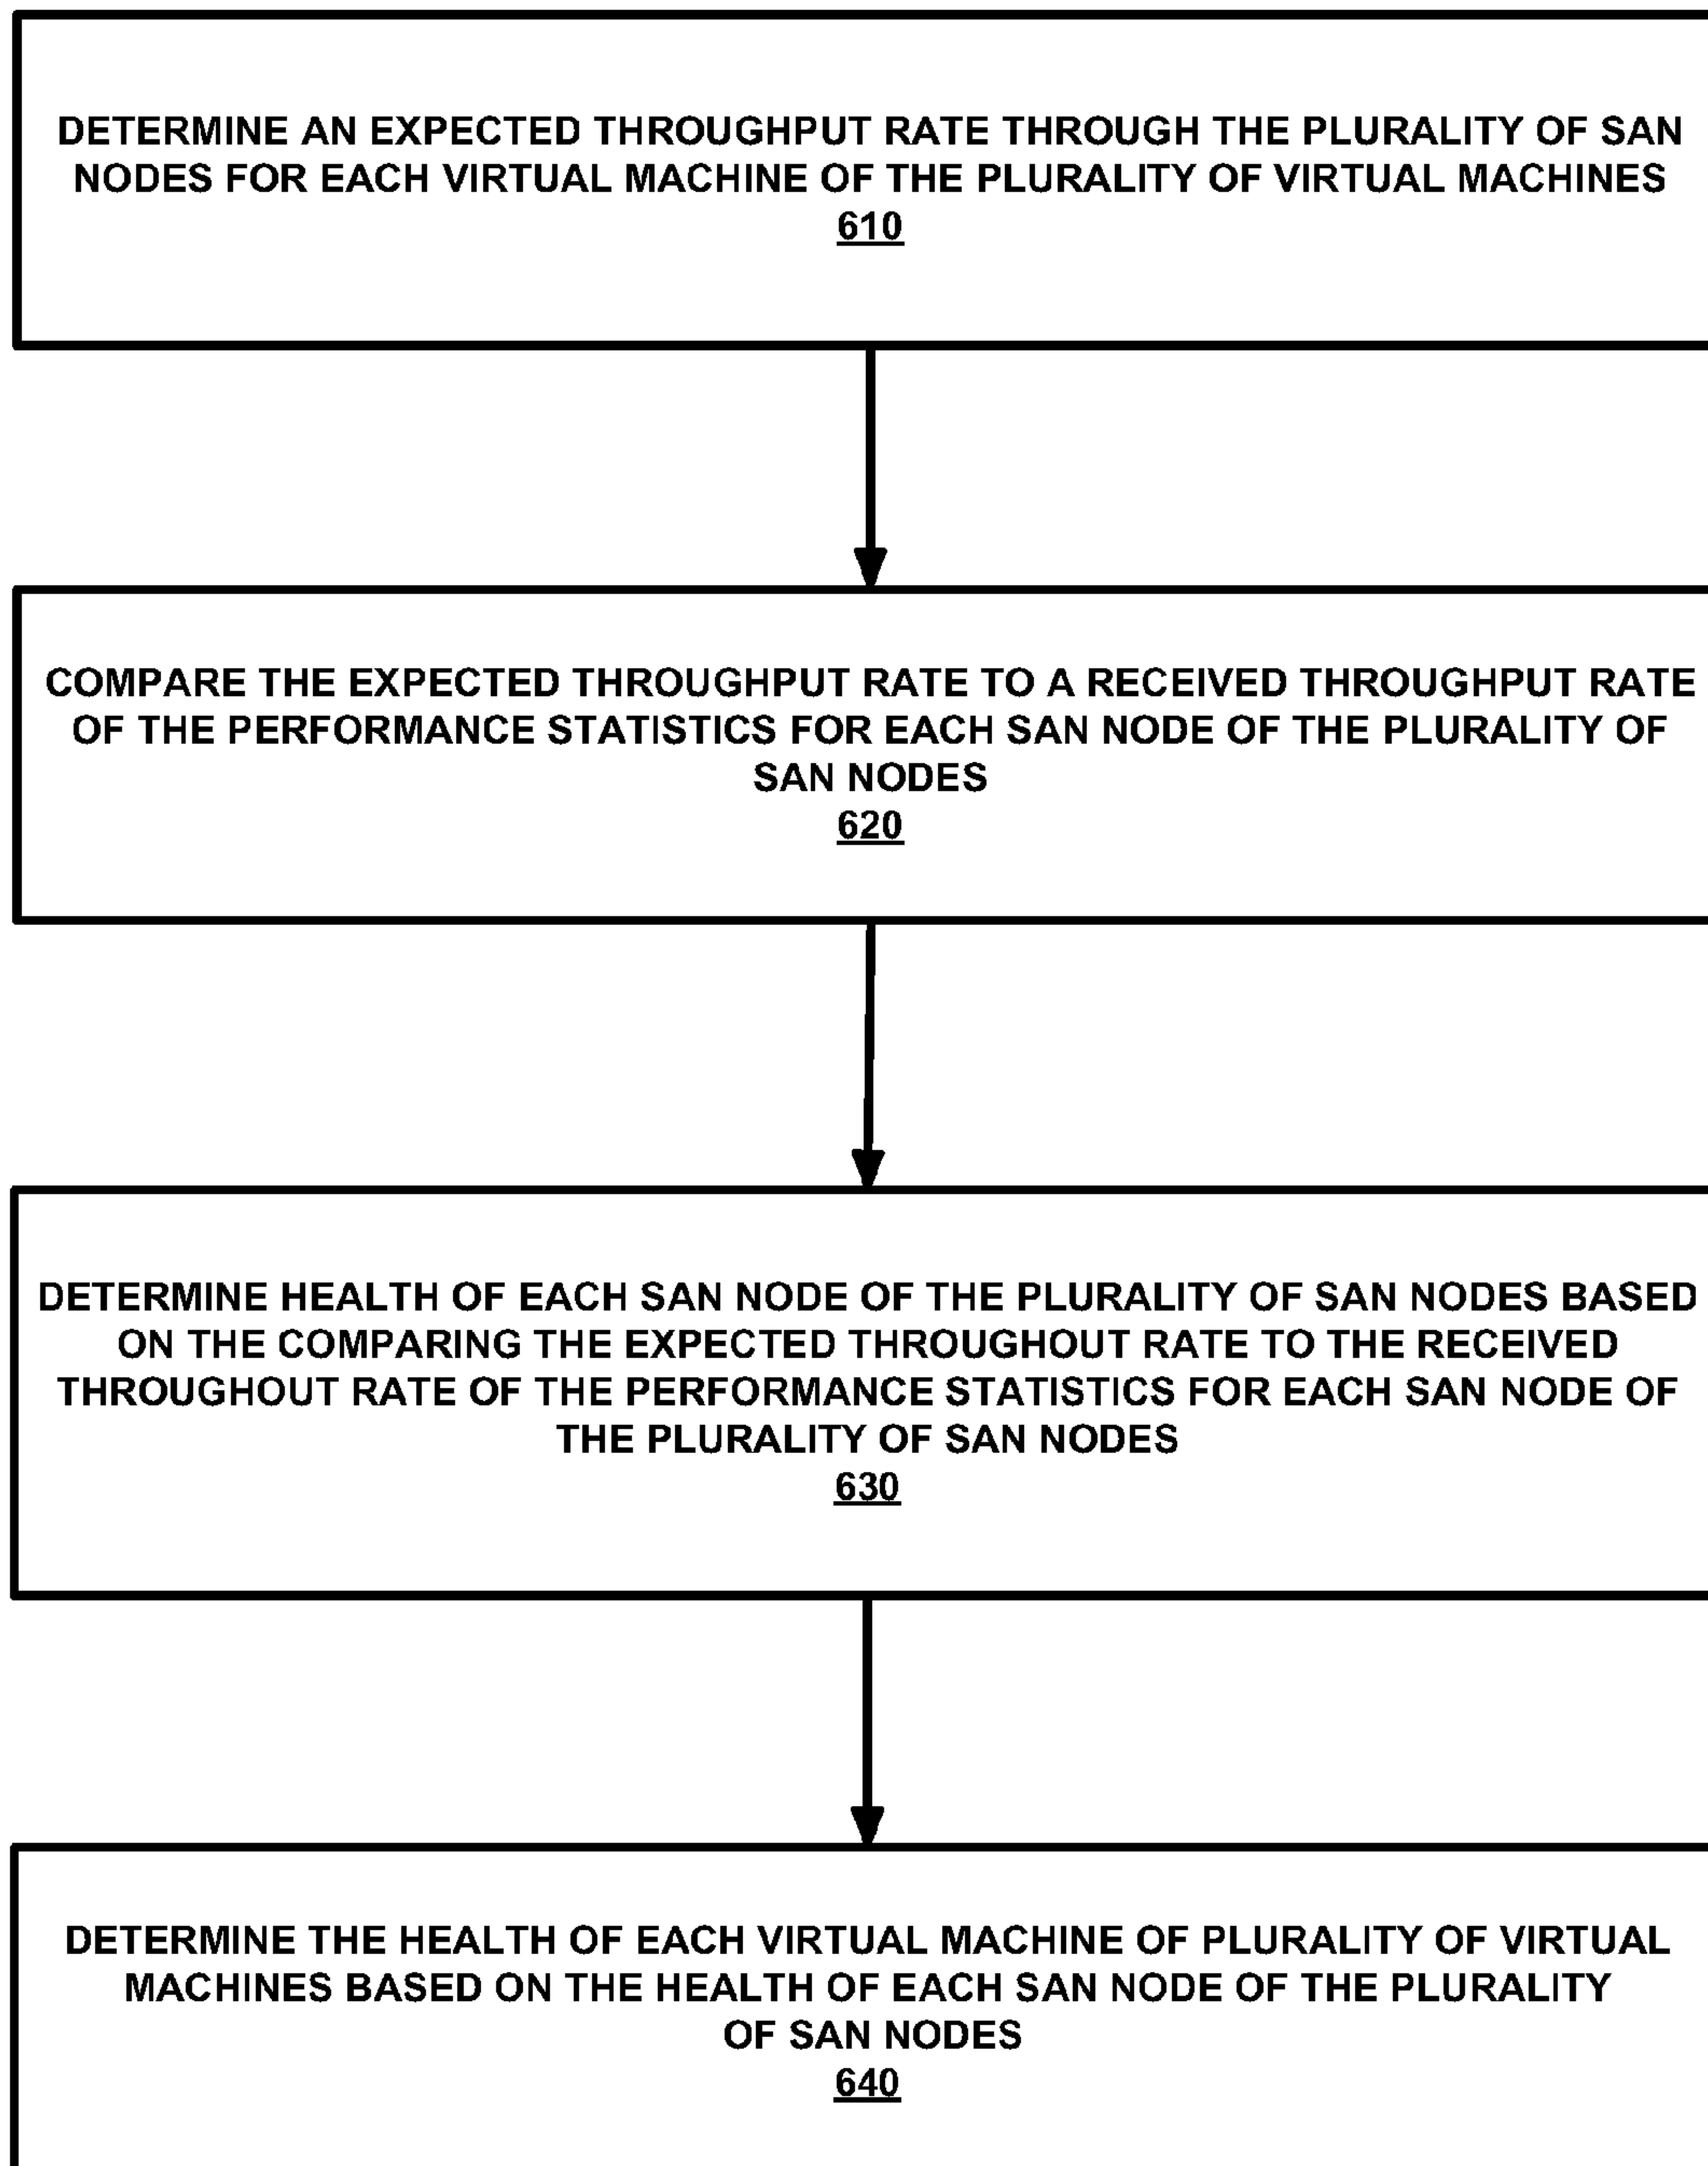 DETERMINE AN EXPECTED THROUGHPUT RATE THROUGH THE PLURALITY OF SAN
NODES FOR EACH VIRTUAL MACHINE OF THE PLURALITY OF VIRTUAL MACHINES
610
COMPARE THE EXPECTED THROUGHPUT RATE TO A RECEIVED THROUGHPUT RATE
OF THE PERFORMANCE STATISTICS FOR EACH SAN NODE OF THE PLURALITY OF
SAN NODES
620
DETERMINE HEALTH OF EACH SAN NODE OF THE PLURALITY OF SAN NODES BASED
ON THE COMPARING THE EXPECTED THROUGHOUT RATE TO THE RECEIVED
THROUGHOUT RATE OF THE PERFORMANCE STATISTICS FOR EACH SAN NODE OF
THE PLURALITY OF SAN NODES
630
DETERMINE THE HEALTH OF EACH VIRTUAL MACHINE OF PLURALITY OF VIRTUAL
MACHINES BASED ON THE HEALTH OF EACH SAN NODE OF THE PLURALITY
OF SAN NODES
640